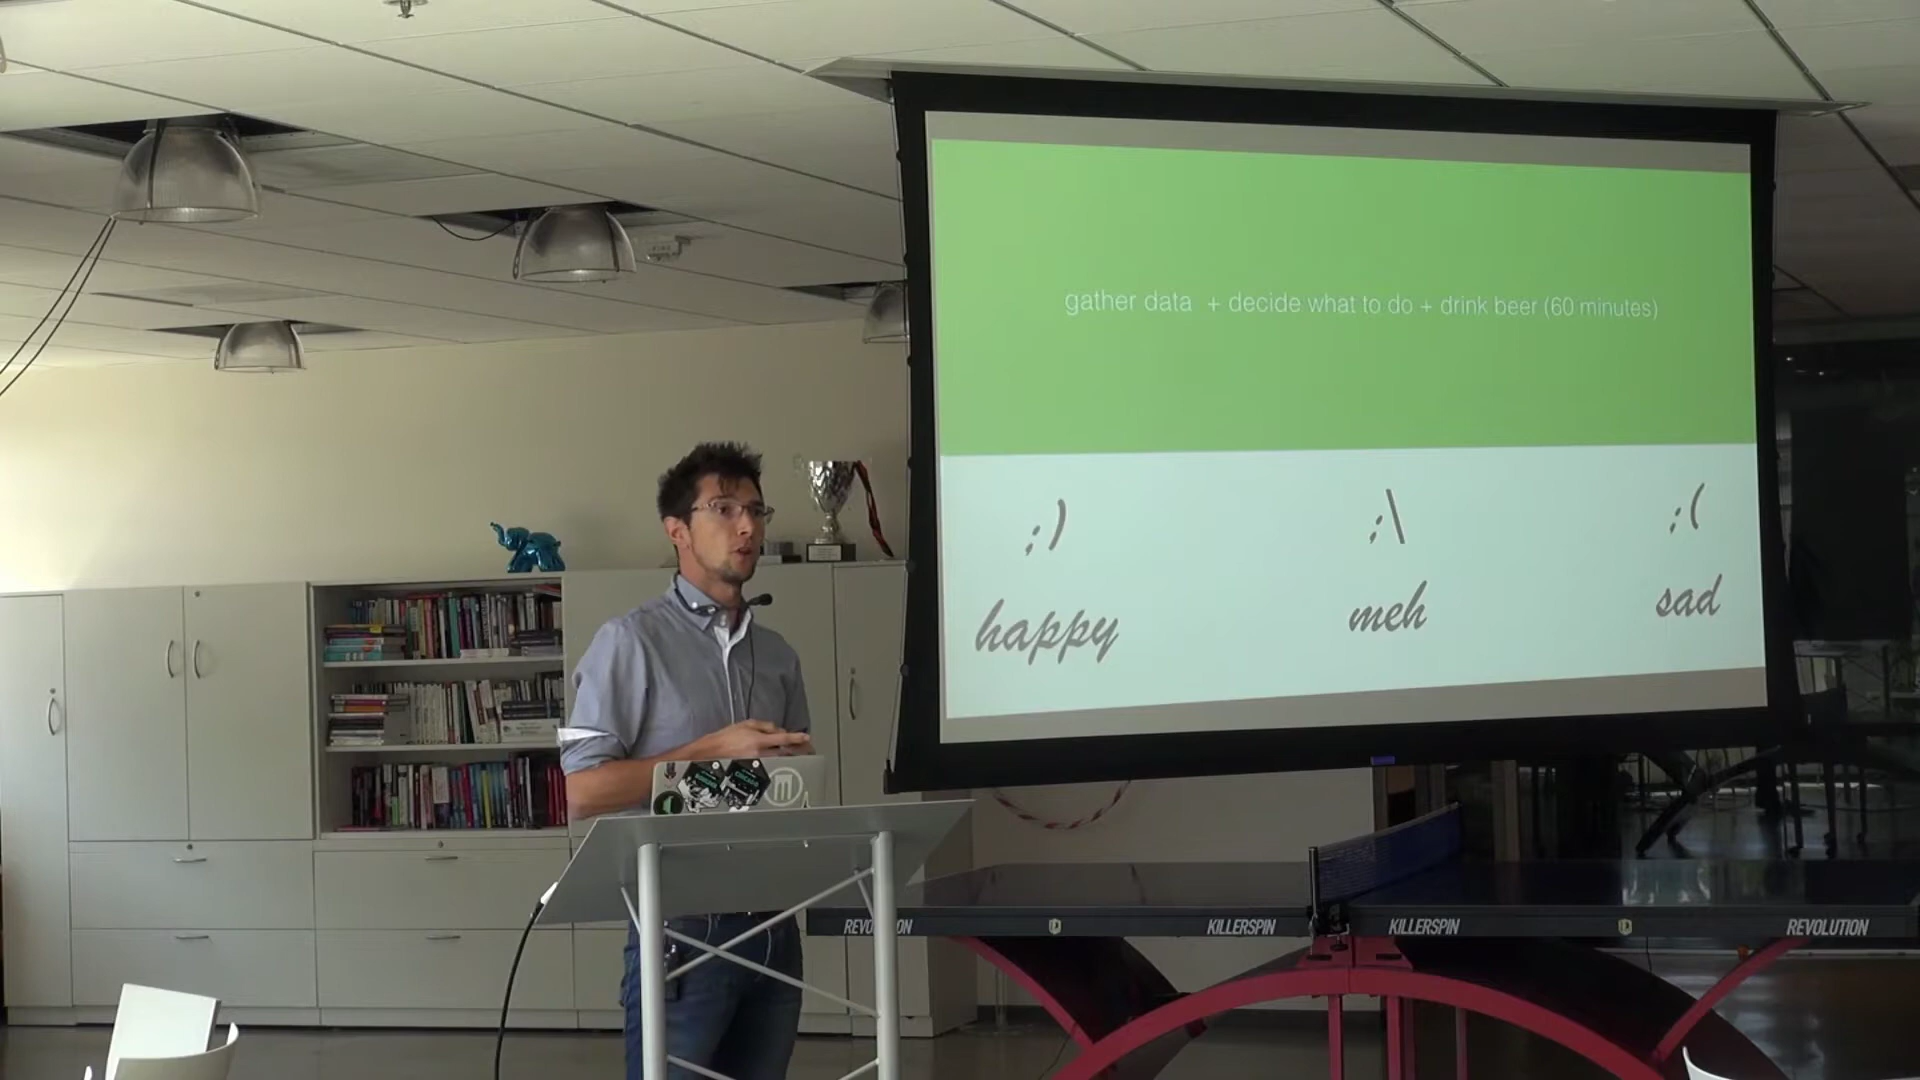 gather data + decide what to do + drink beer (60 minutes)
;) ;\ ;(
happy meh sad
M
REVOLUTION KILLERSPIN KILLERSPIN REVOLUTION